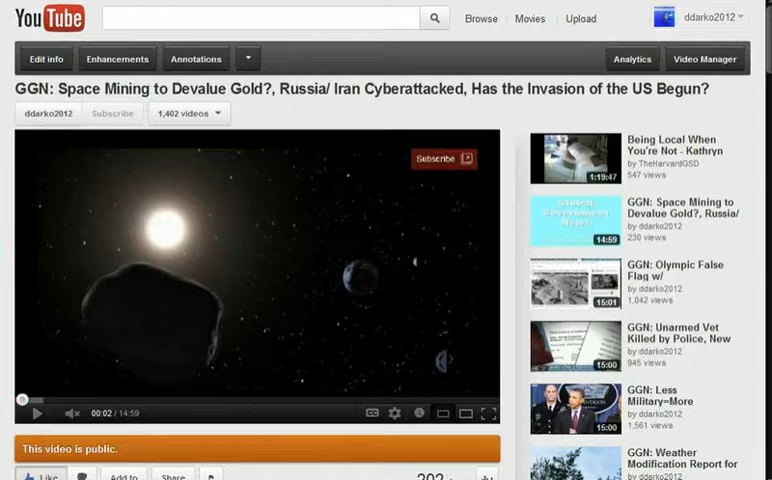 YouTube
Browse
Movies
Upload
ddarko2012
Edit info
Enhancements
Annotations
Analytics
Video Manager
GGN: Space Mining to Devalue Gold?, Russia/ Iran Cyberattacked, Has the Invasion of the US Begun?
ddarko2012
Subscribe
1,402 videos
Subscribe
00:02 / 14:59
CC
This video is public.
Like
Add to
Share
202
1:19:47
Being Local When
You're Not - Kathryn
by TheHarvardGSD
547 views
Government
14:59
GGN: Space Mining to
Devalue Gold?, Russia/
by ddarko2012
230 views
15:01
GGN: Olympic False
Flag w/
by ddarko2012
1,042 views
15:00
GGN: Unarmed Vet
Killed by Police, New
by ddarko2012
945 views
15:00
GGN: Less
Military=More
by ddarko2012
1,561 views
GGN: Weather
Modification Report for
by ddarko2012